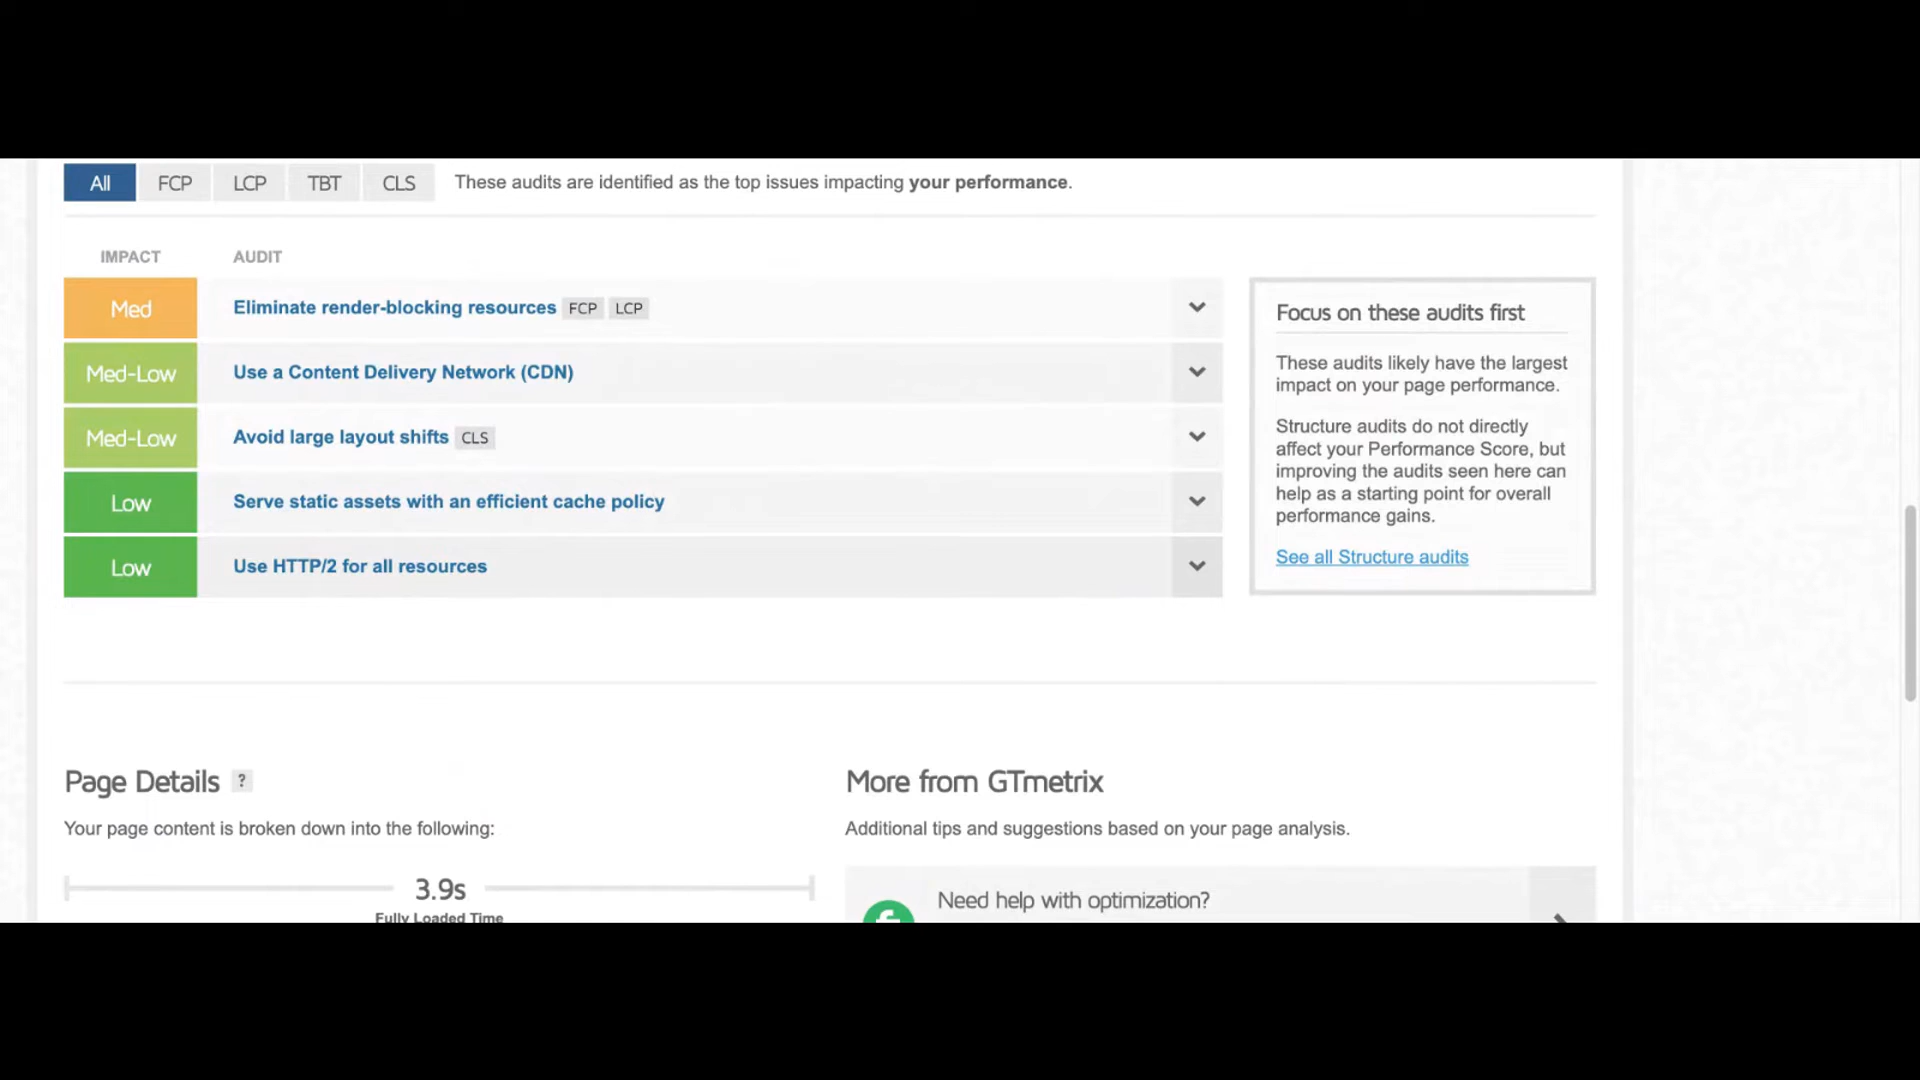 All FCP LCP TBT CLS These audits are identified as the top issues impacting your performance.
IMPACT AUDIT
Med Eliminate render-blocking resources FCP LCP
Med-Low Use a Content Delivery Network (CDN)
Med-Low Avoid large layout shifts CLS
Low Serve static assets with an efficient cache policy
Low Use HTTP/2 for all resources
Focus on these audits first
These audits likely have the largest
impact on your page performance.
Structure audits do not directly
affect your Performance Score, but
improving the audits seen here can
help as a starting point for overall
performance gains.
See all Structure audits
Page Details ?
Your page content is broken down into the following:
3.9s
Fully Loaded Time
More from GTmetrix
Additional tips and suggestions based on your page analysis.
Need help with optimization?